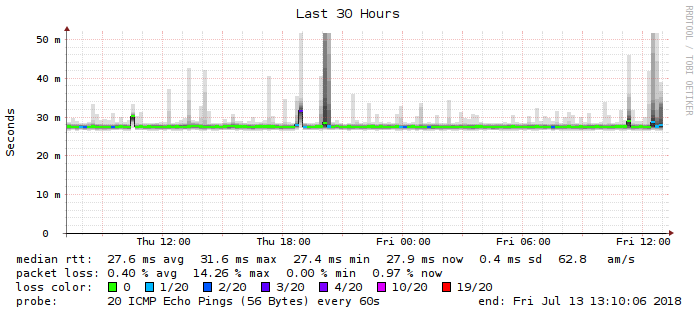 Last 30 Hours
RRDTOOL / TOBI OETIKER
Seconds
50 m
40 m
30 m
20 m
10 m
0
Thu 12:00 Thu 18:00 Fri 00:00 Fri 06:00 Fri 12:00
median rtt: 27.6 ms avg 31.6 ms max 27.4 ms min 27.9 ms now 0.4 ms sd 62.8 am/s
packet loss: 0.40 % avg 14.26 % max 0.00 % min 0.97 % now
loss color: 0 1/20 2/20 3/20 4/20 10/20 19/20
probe: 20 ICMP Echo Pings (56 Bytes) every 60s end: Fri Jul 13 13:10:06 2018